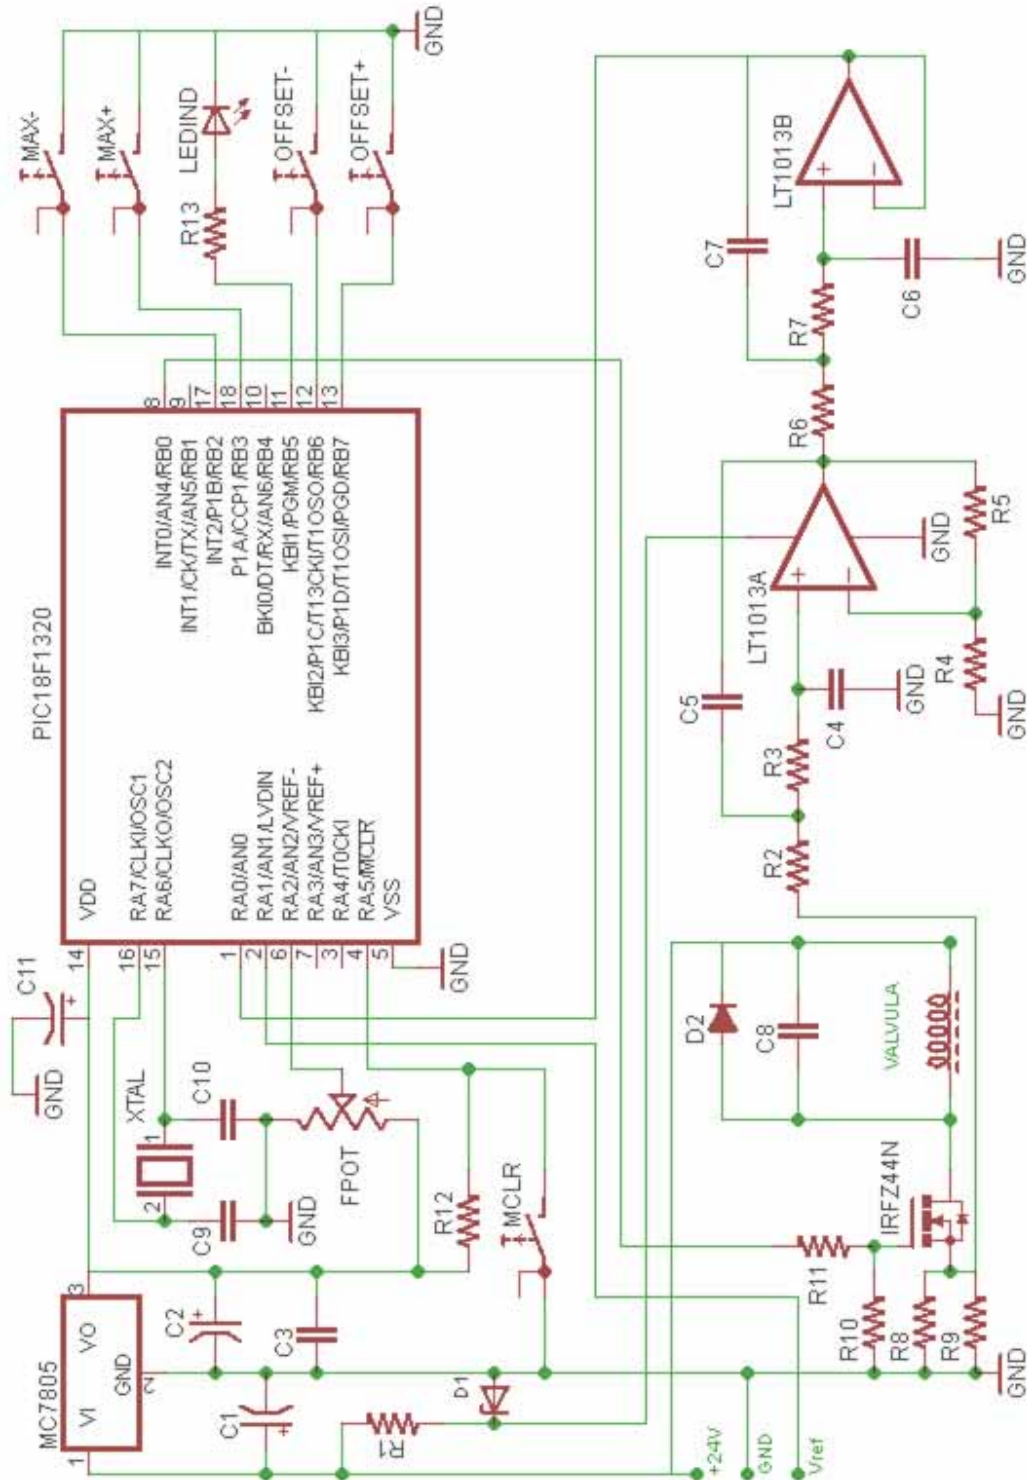 MC7805
VI
VO
GND
1
3
2
C11
GND
XTAL
2
1
C9
C10
GND
FPOT
C1
C2
C3
R12
MCLR
R1
D1
+24V
GND
Vref
PIC18F1320
14
VDD
16
RA7/CLKI/OSC1
15
RA6/CLKO/OSC2
1
RA0/AN0
2
RA1/AN1/LVDIN
6
RA2/AN2/VREF-
7
RA3/AN3/VREF+
3
RA4/T0CKI
4
RA5/MCLR
5
VSS
GND
INT0/AN4/RB0
8
INT1/CK/TX/AN5/RB1
9
INT2/P1B/RB2
17
P1A/CCP1/RB3
18
BKI0/DT/RX/AN6/RB4
10
KBI1/PGM/RB5
11
KBI2/P1C/T13CKI/T1OSO/RB6
12
KBI3/P1D/T1OSI/PGD/RB7
13
MAX-
MAX+
R13
LEDIND
OFFSET-
OFFSET+
GND
R11
R10
R8
R9
GND
IRFZ44N
D2
C8
VALVULA
R2
R3
C5
C4
GND
LT1013A
+
-
GND
R4
GND
R5
R6
R7
C7
C6
GND
LT1013B
+
-